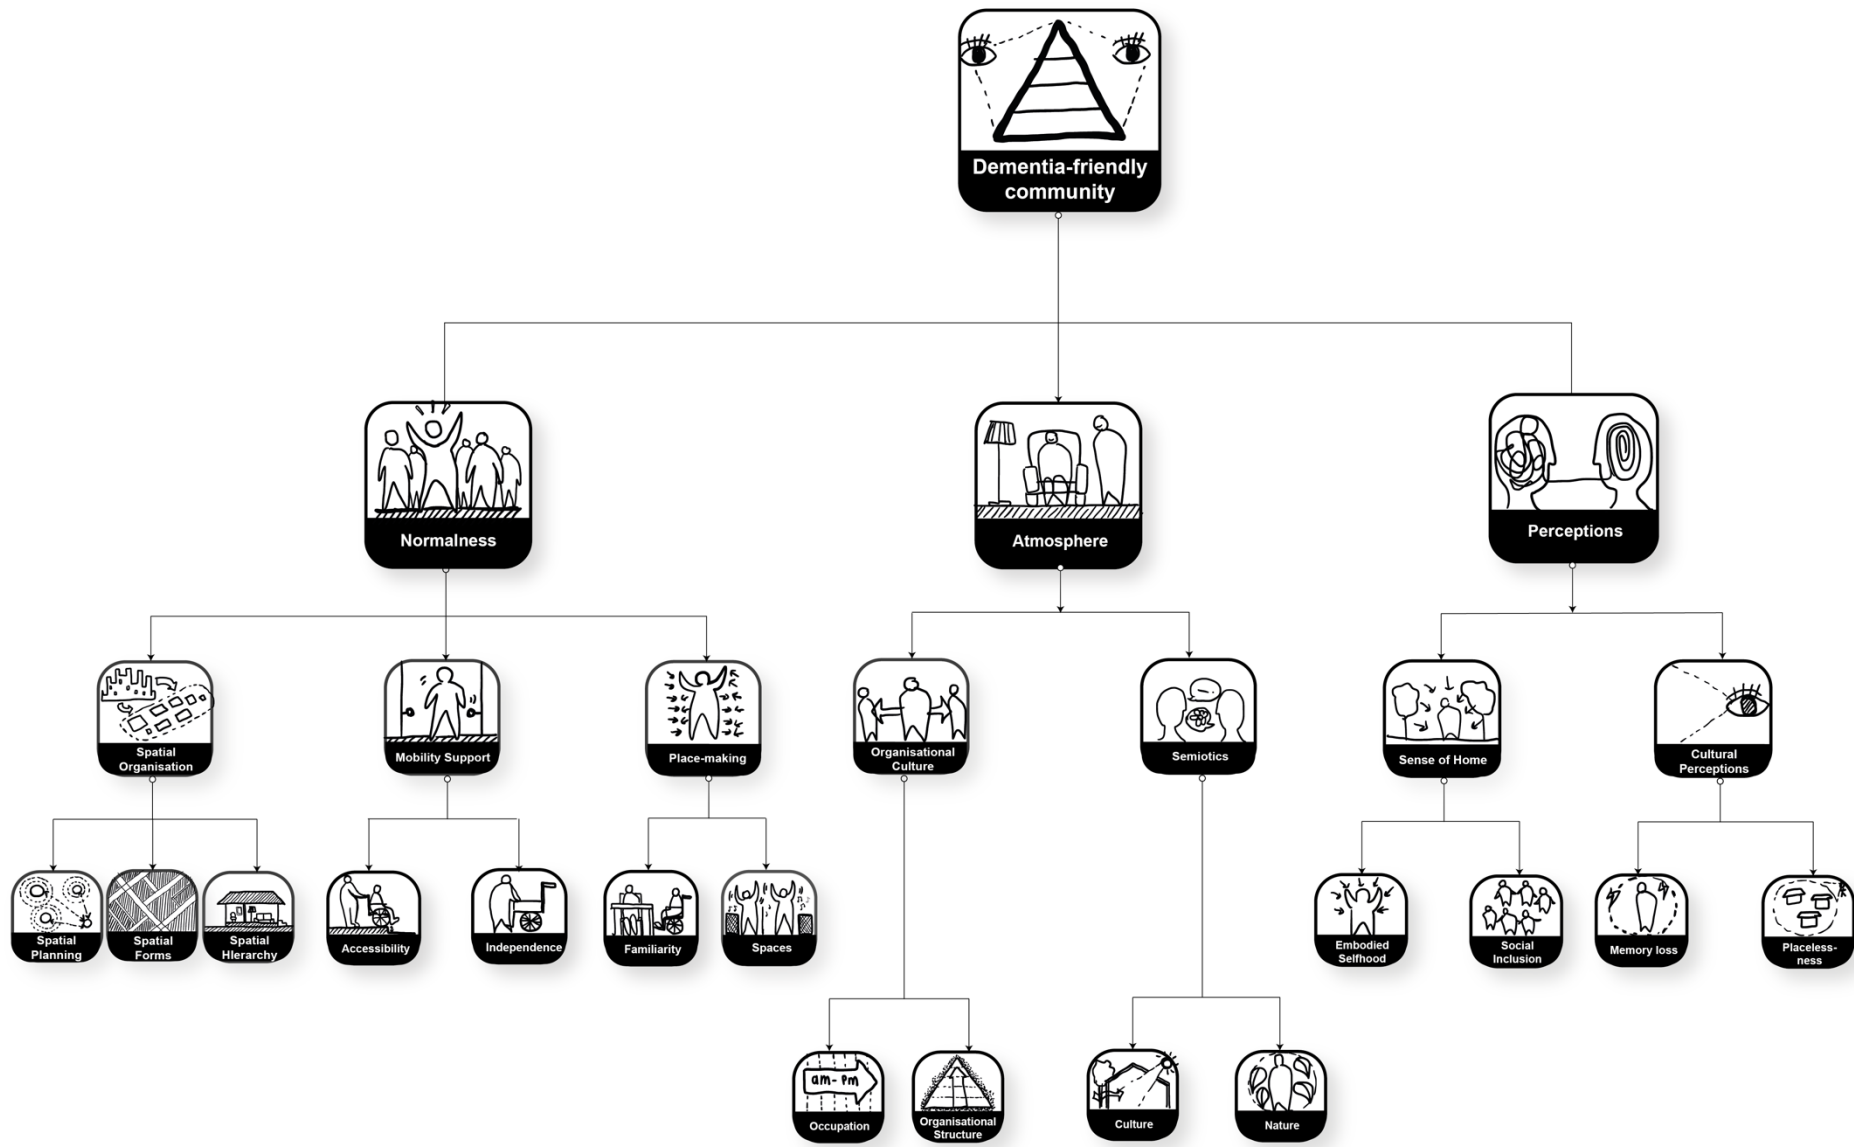 Dementia-friendly
community
Normalness
Atmosphere
Perceptions
Spatial
Organisation
Mobility Support
Place-making
Organisational
Culture
Semiotics
Sense of Home
Cultural
Perceptions
Spatial
Planning
Spatial
Forms
Spatial
HIerarchy
Accessibility
Independence
Familiarity
Spaces
Embodied
Selfhood
Social
Inclusion
Memory loss
Placeless-
ness
am - pm
Occupation
Organisational
Structure
Culture
Nature